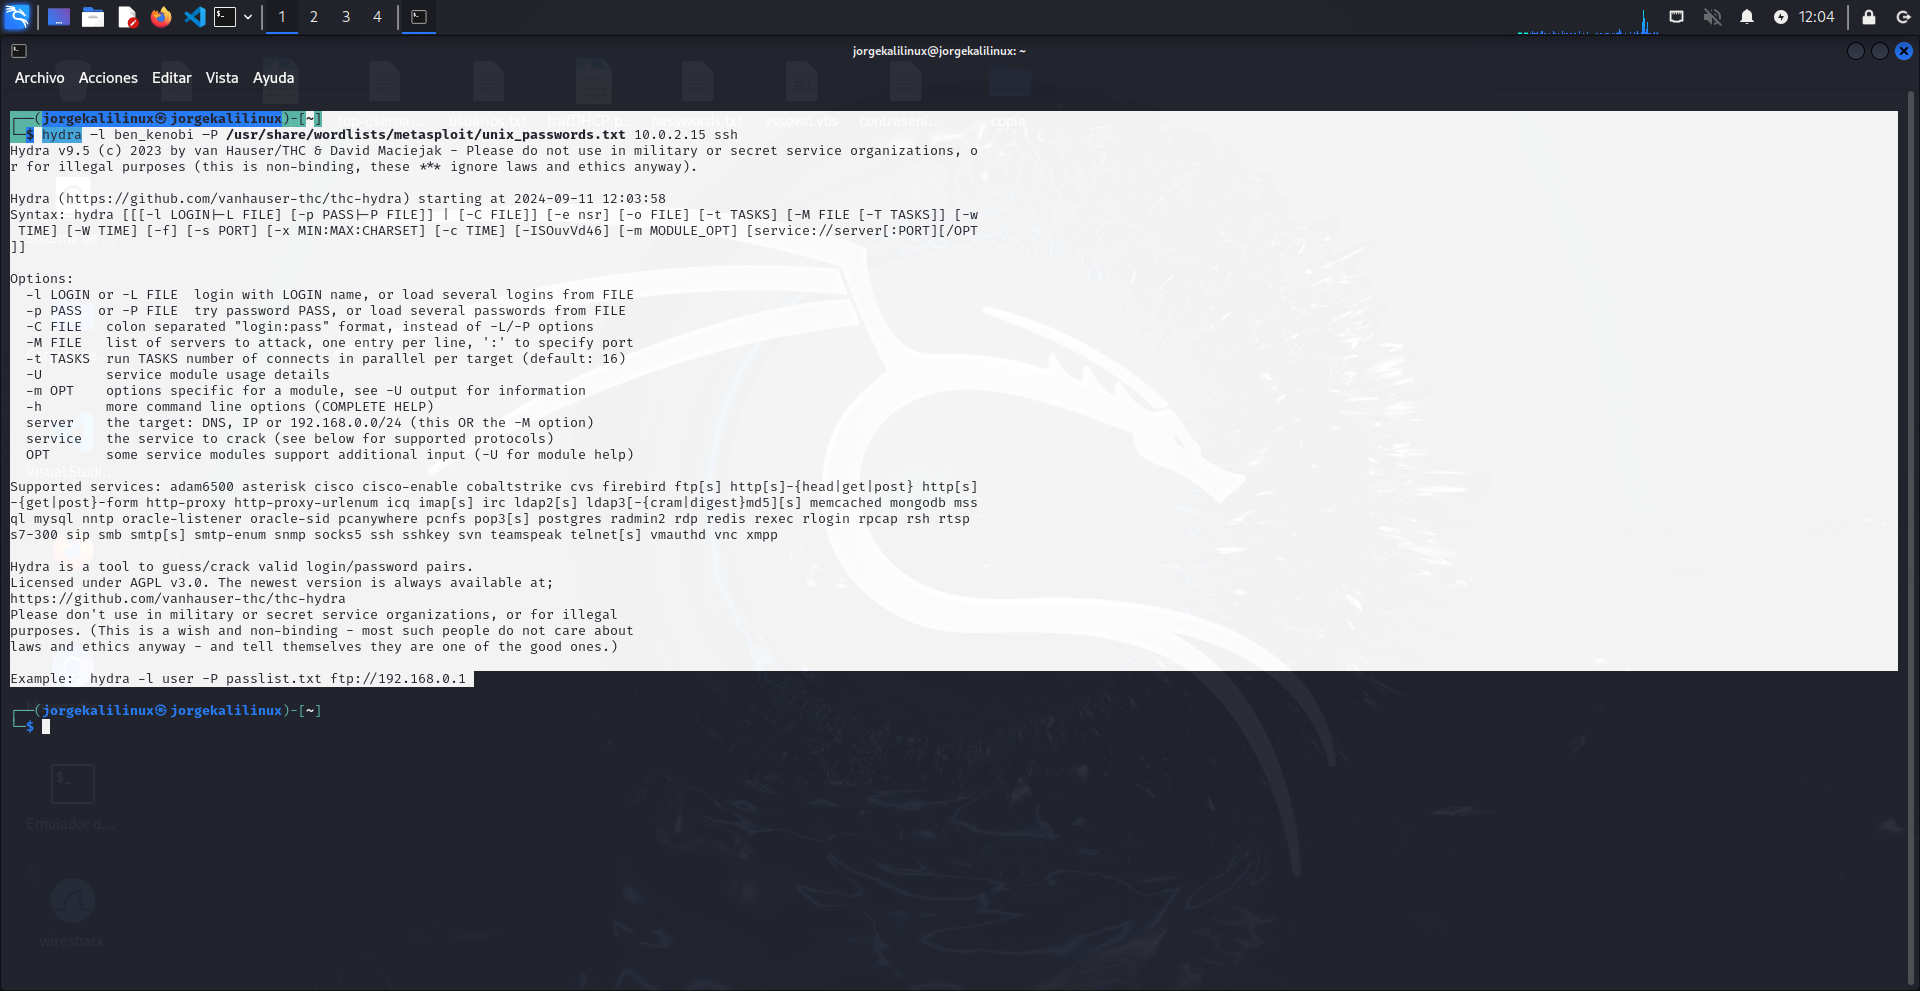 1 2 3 4 12:04
jorgekalilinux@jorgekalilinux: ~
Archivo Acciones Editar Vista Ayuda
┌──(jorgekalilinux㉿jorgekalilinux)-[~]
└─$ hydra -l ben_kenobi -P /usr/share/wordlists/metasploit/unix_passwords.txt 10.0.2.15 ssh
Hydra v9.5 (c) 2023 by van Hauser/THC & David Maciejak - Please do not use in military or secret service organizations, o
r for illegal purposes (this is non-binding, these *** ignore laws and ethics anyway).
Hydra (https://github.com/vanhauser-thc/thc-hydra) starting at 2024-09-11 12:03:58
Syntax: hydra [[[-l LOGIN|-L FILE] [-p PASS|-P FILE]] | [-C FILE]] [-e nsr] [-o FILE] [-t TASKS] [-M FILE [-T TASKS]] [-w
TIME] [-W TIME] [-f] [-s PORT] [-x MIN:MAX:CHARSET] [-c TIME] [-ISOuvVd46] [-m MODULE_OPT] [service://server[:PORT][/OPT
]]
Options:
-l LOGIN or -L FILE  login with LOGIN name, or load several logins from FILE
-p PASS  or -P FILE  try password PASS, or load several passwords from FILE
-C FILE   colon separated "login:pass" format, instead of -L/-P options
-M FILE   list of servers to attack, one entry per line, ':' to specify port
-t TASKS  run TASKS number of connects in parallel per target (default: 16)
-U        service module usage details
-m OPT    options specific for a module, see -U output for information
-h        more command line options (COMPLETE HELP)
server    the target: DNS, IP or 192.168.0.0/24 (this OR the -M option)
service   the service to crack (see below for supported protocols)
OPT       some service modules support additional input (-U for module help)
Supported services: adam6500 asterisk cisco cisco-enable cobaltstrike cvs firebird ftp[s] http[s]-{head|get|post} http[s]
-{get|post}-form http-proxy http-proxy-urlenum icq imap[s] irc ldap2[s] ldap3[-{cram|digest}md5][s] memcached mongodb mss
ql mysql nntp oracle-listener oracle-sid pcanywhere pcnfs pop3[s] postgres radmin2 rdp redis rexec rlogin rpcap rsh rtsp
s7-300 sip smb smtp[s] smtp-enum snmp socks5 ssh sshkey svn teamspeak telnet[s] vmauthd vnc xmpp
Hydra is a tool to guess/crack valid login/password pairs.
Licensed under AGPL v3.0. The newest version is always available at;
https://github.com/vanhauser-thc/thc-hydra
Please don't use in military or secret service organizations, or for illegal
purposes. (This is a wish and non-binding - most such people do not care about
laws and ethics anyway - and tell themselves they are one of the good ones.)
Example:  hydra -l user -P passlist.txt ftp://192.168.0.1
┌──(jorgekalilinux㉿jorgekalilinux)-[~]
└─$
Emulador d...
wireshark